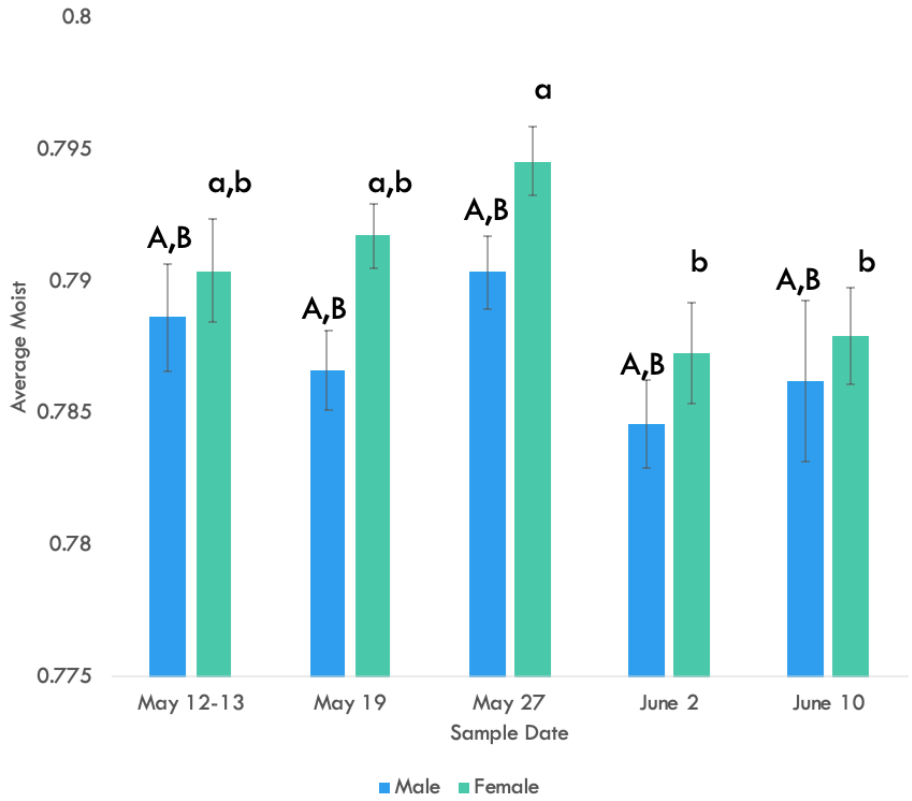 0.8
a
0.795
a,b
a,b
A,B
A,B
0.79
A,B
b
A,B
b
A,B
Average Moist
0.785
0.78
0.775
May 12-13
May 19
May 27
June 2
June 10
Sample Date
Male
Female